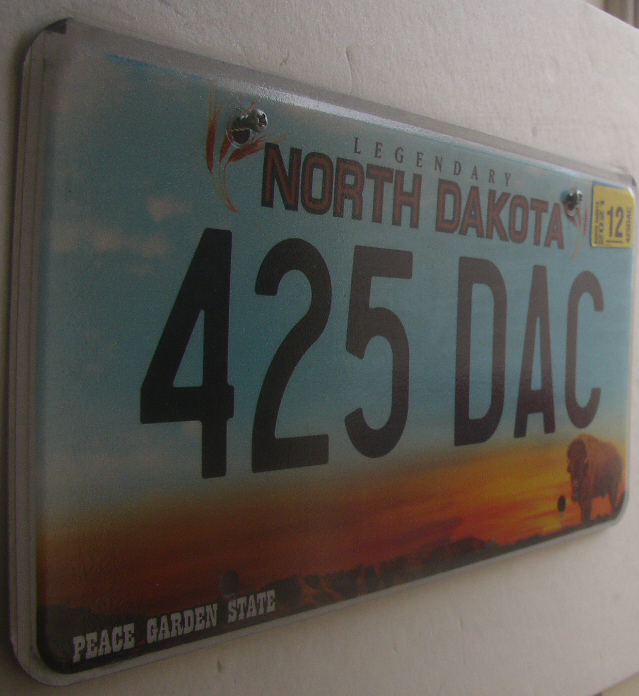 LEGENDARY
NORTH DAKOTA
12
425 DAC
PEACE GARDEN STATE